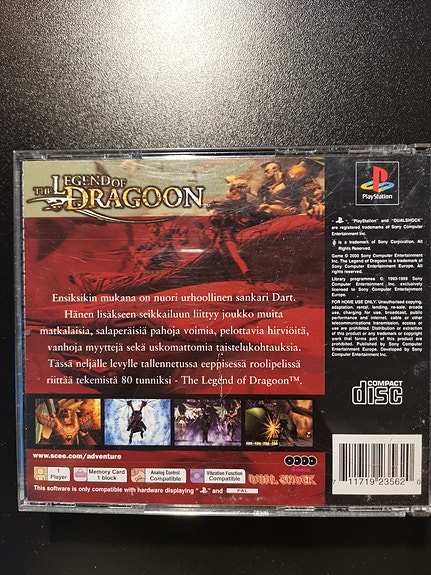 THE LEGEND OF
DRAGOON
PlayStation
"PlayStation" and "DUALSHOCK"
are registered trademarks of Sony Computer
Entertainment Inc.
is a trademark of Sony Corporation. All
Rights Reserved.
Game © 2000 Sony Computer Entertainment
Inc. The Legend of Dragoon is a trademark of
Sony Computer Entertainment Europe. All
rights reserved.
Library programmes © 1993-1999 Sony
Computer Entertainment Inc. exclusively
licensed to Sony Computer Entertainment
Europe.
FOR HOME USE ONLY. Unauthorised copying,
adaptation, rental, lending, re-sale, arcade
use, charging for use, broadcast, public
performance and internet, cable or other
telecommunications transmission, access or
use are prohibited. Distribution or extraction
of this product or any trademark or copyright
work that forms part of this product are
prohibited. Published by Sony Computer
Entertainment Europe. Developed by Sony
Computer Entertainment Inc.
Ensiksikin mukana on nuori urhoollinen sankari Dart.
Hänen lisäkseen seikkailuun liittyy joukko muita
matkalaisia, salaperäisiä pahoja voimia, pelottavia hirviöitä,
vanhoja myyttejä sekä uskomattomia taistelukohtauksia.
Tässä neljälle levylle tallennetussa eeppisessä roolipelissä
riittää tekemistä 80 tunniksi - The Legend of Dragoon™.
COMPACT
disc
www.scee.com/adventure
1
Player
Memory Card
1 block
Analog Control
Compatible
Vibration Function
Compatible
DUAL SHOCK
This software is only compatible with hardware displaying " " and PAL
7 11719 23562 0